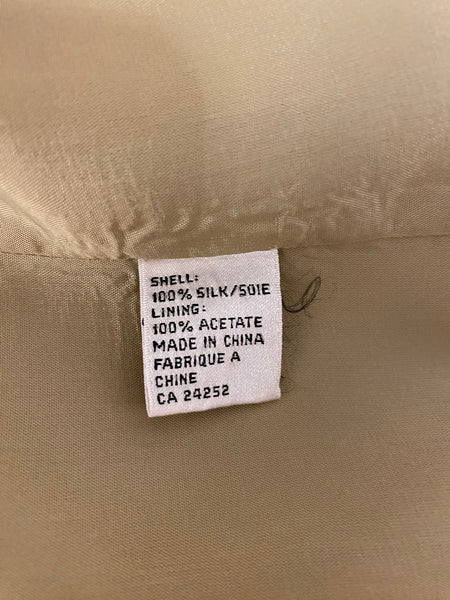 SHELL:
100% SILK/SOIE
LINING:
100% ACETATE
MADE IN CHINA
FABRIQUE A
CHINE
CA 24252